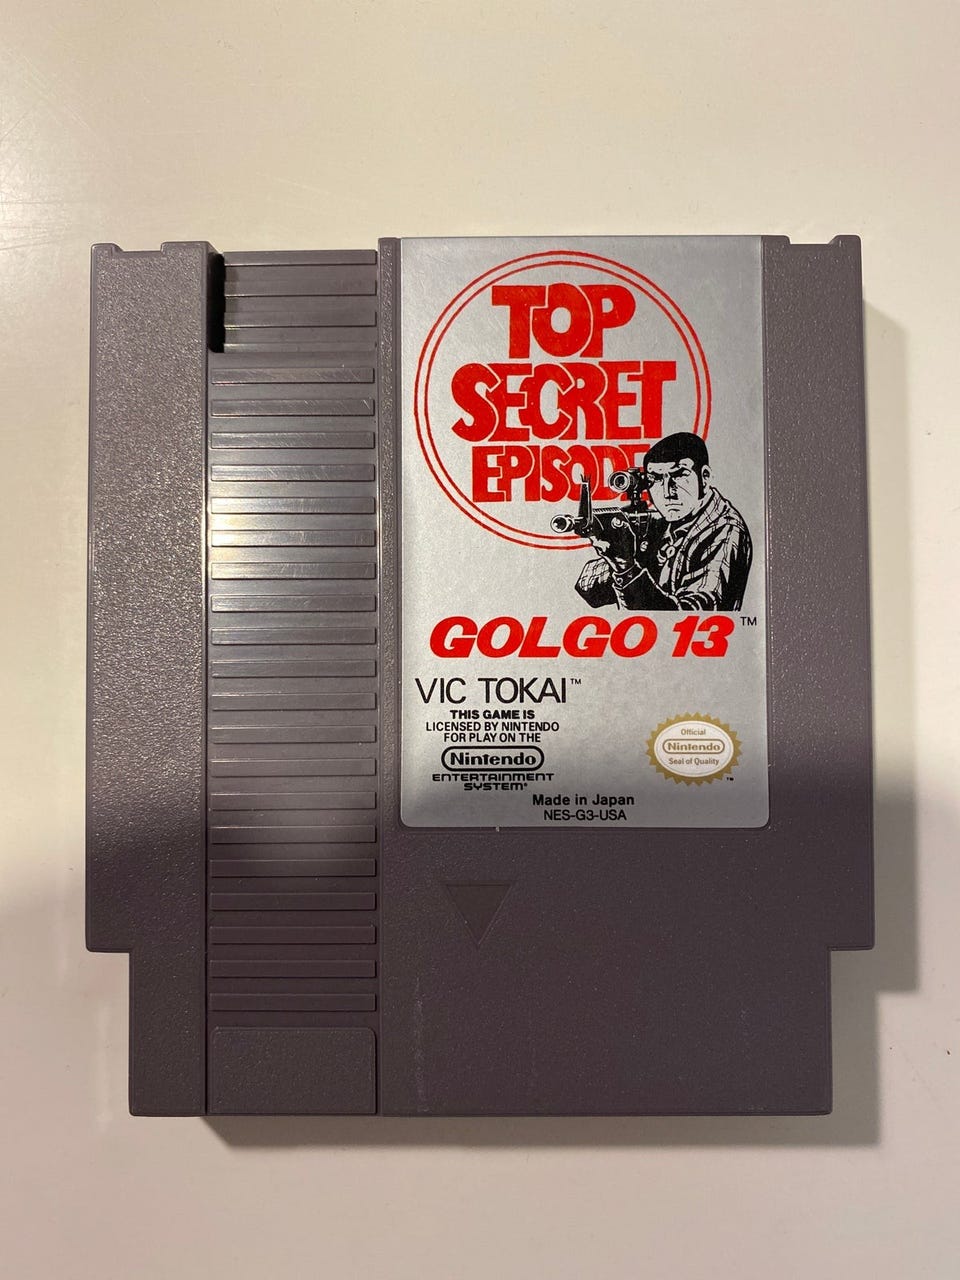 TOP
SECRET
EPISODE
GOLGO 13™
VIC TOKAI™
THIS GAME IS
LICENSED BY NINTENDO
FOR PLAY ON THE
Nintendo
ENTERTAINMENT
SYSTEM®
Official
Nintendo
Seal of Quality
™
Made in Japan
NES-G3-USA